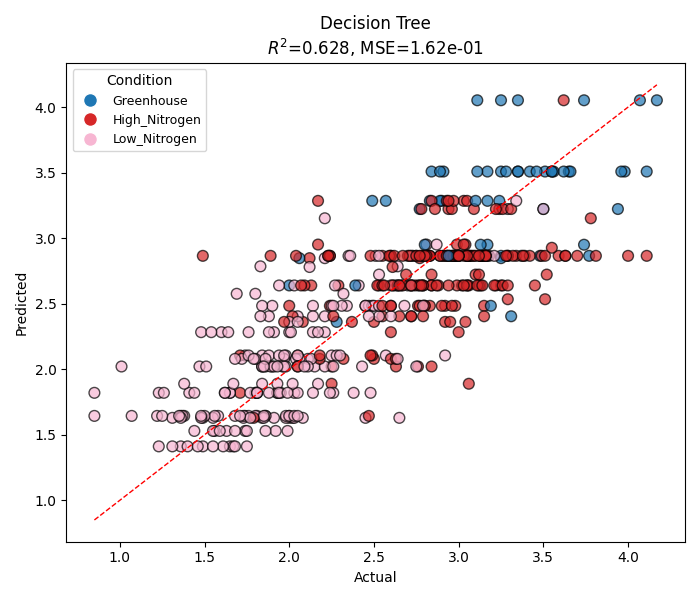 Decision Tree
R²=0.628, MSE=1.62e-01
Condition
Greenhouse
High_Nitrogen
Low_Nitrogen
4.0
3.5
3.0
2.5
2.0
1.5
1.0
Predicted
1.0 1.5 2.0 2.5 3.0 3.5 4.0
Actual